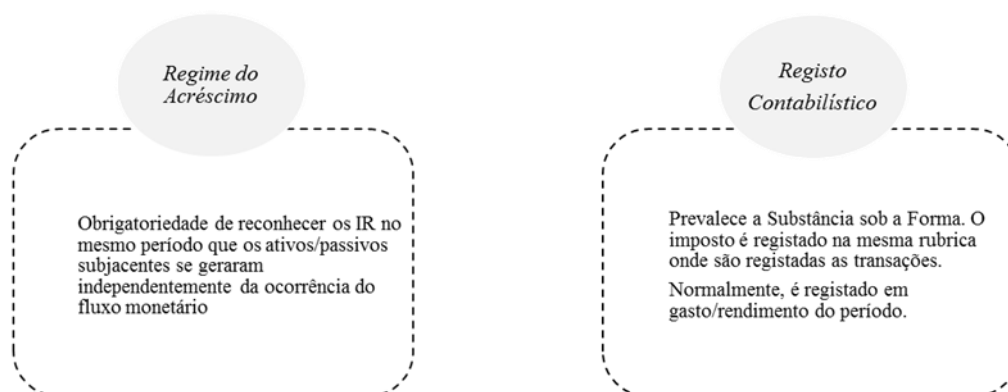 Regime do
Acréscimo
Obrigatoriedade de reconhecer os IR no
mesmo período que os ativos/passivos
subjacentes se geraram
independentemente da ocorrência do
fluxo monetário
Registo
Contabilístico
Prevalece a Substância sob a Forma. O
imposto é registado na mesma rubrica
onde são registadas as transações.
Normalmente, é registado em
gasto/rendimento do período.